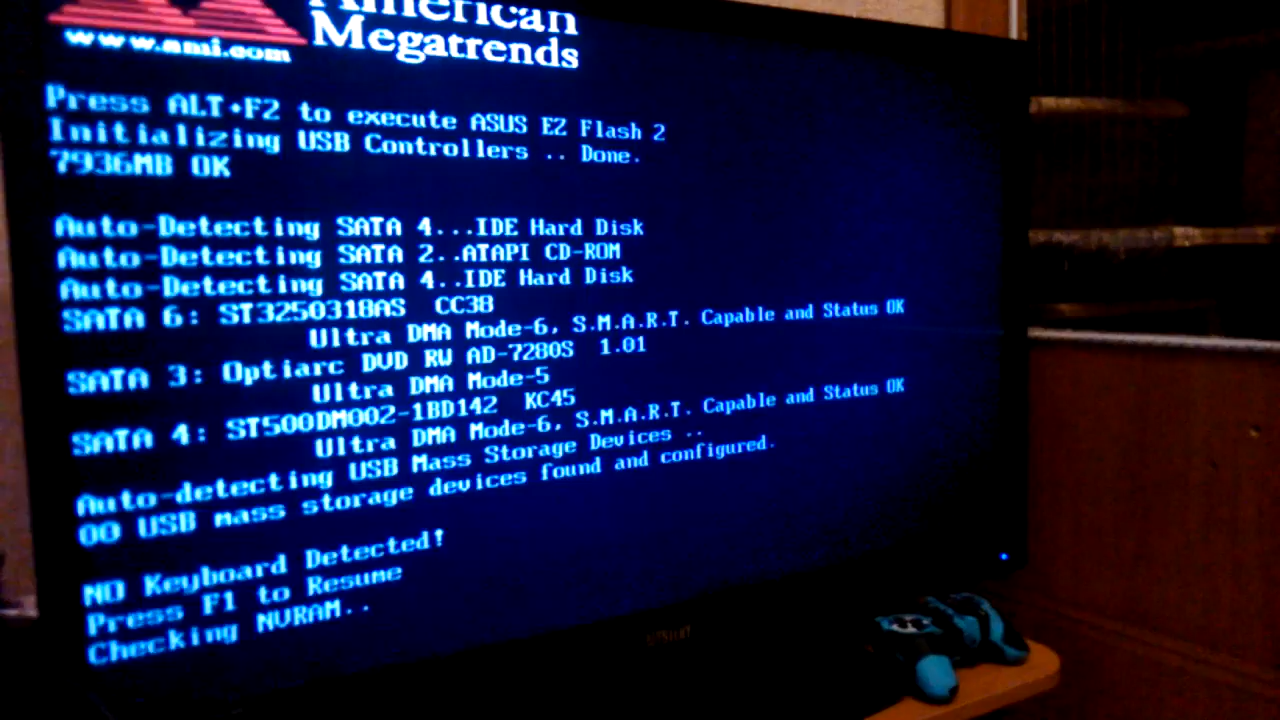 American
Megatrends
www.ami.com
Press ALT+F2 to execute ASUS EZ Flash 2
Initializing USB Controllers .. Done.
7936MB OK
Auto-Detecting SATA 4...IDE Hard Disk
Auto-Detecting SATA 2..ATAPI CD-ROM
Auto-Detecting SATA 4..IDE Hard Disk
SATA 6: ST3250318AS CC38
Ultra DMA Mode-6, S.M.A.R.T. Capable and Status OK
SATA 3: Optiarc DVD RW AD-7280S 1.01
Ultra DMA Mode-5
SATA 4: ST500DM002-1BD142 KC45
Ultra DMA Mode-6, S.M.A.R.T. Capable and Status OK
Auto-detecting USB Mass Storage Devices ..
00 USB mass storage devices found and configured.
NO Keyboard Detected!
Press F1 to Resume
Checking NVRAM..